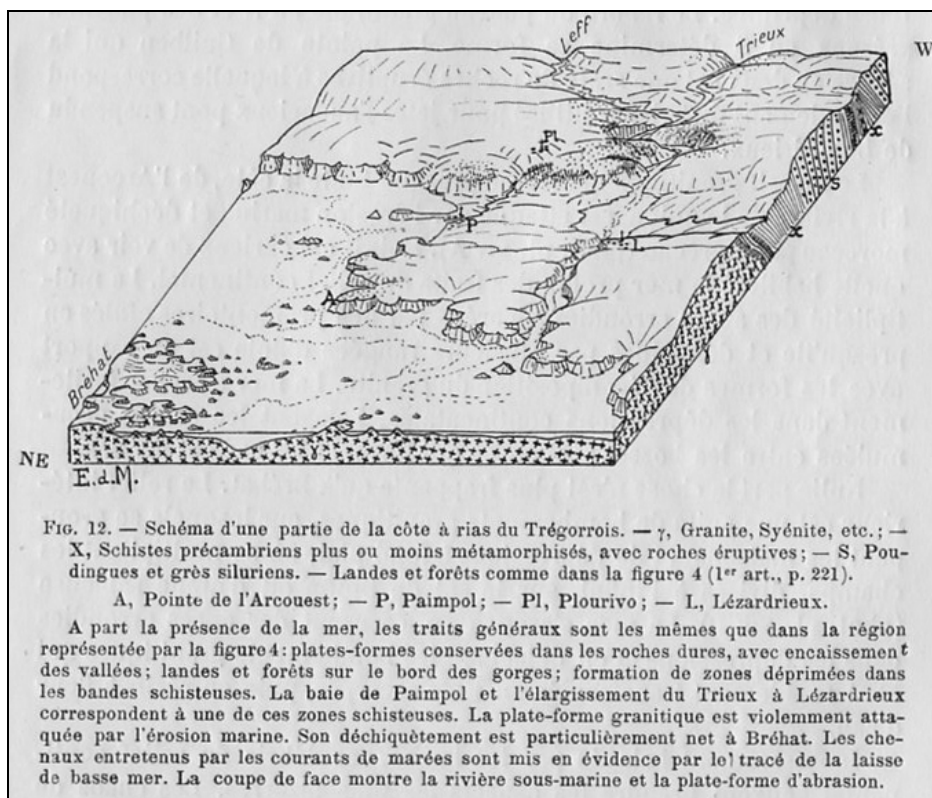 Leff
Trieux
W
Pl
x
S
P
x
L
A
Bréhat
γ
γ
NE
E.d.M.
FIG. 12. — Schéma d'une partie de la côte à rias du Trégorrois. — γ, Granite, Syénite, etc. ; —
X, Schistes précambriens plus ou moins métamorphisés, avec roches éruptives ; — S, Pou-
dingues et grès siluriens. — Landes et forêts comme dans la figure 4 (1er art., p. 221).
A, Pointe de l'Arcouest ; — P, Paimpol ; — Pl, Plourivo ; — L, Lézardrieux.
A part la présence de la mer, les traits généraux sont les mêmes que dans la région
représentée par la figure 4 : plates-formes conservées dans les roches dures, avec encaissement
des vallées ; landes et forêts sur le bord des gorges ; formation de zones déprimées dans
les bandes schisteuses. La baie de Paimpol et l'élargissement du Trieux à Lézardrieux
correspondent à une de ces zones schisteuses. La plate-forme granitique est violemment atta-
quée par l'érosion marine. Son déchiquètement est particulièrement net à Bréhat. Les che-
naux entretenus par les courants de marées sont mis en évidence par le tracé de la laisse
de basse mer. La coupe de face montre la rivière sous-marine et la plate-forme d'abrasion.